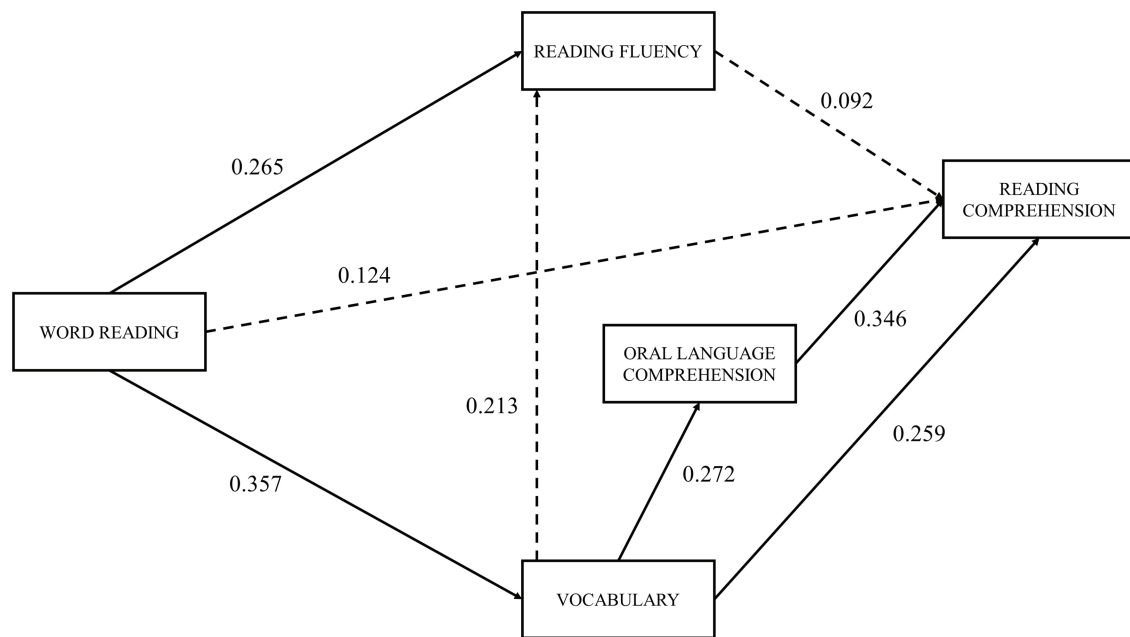 READING FLUENCY
0.092
0.265
READING
COMPREHENSION
0.124
WORD READING
0.346
ORAL LANGUAGE
COMPREHENSION
0.213
0.259
0.272
0.357
VOCABULARY